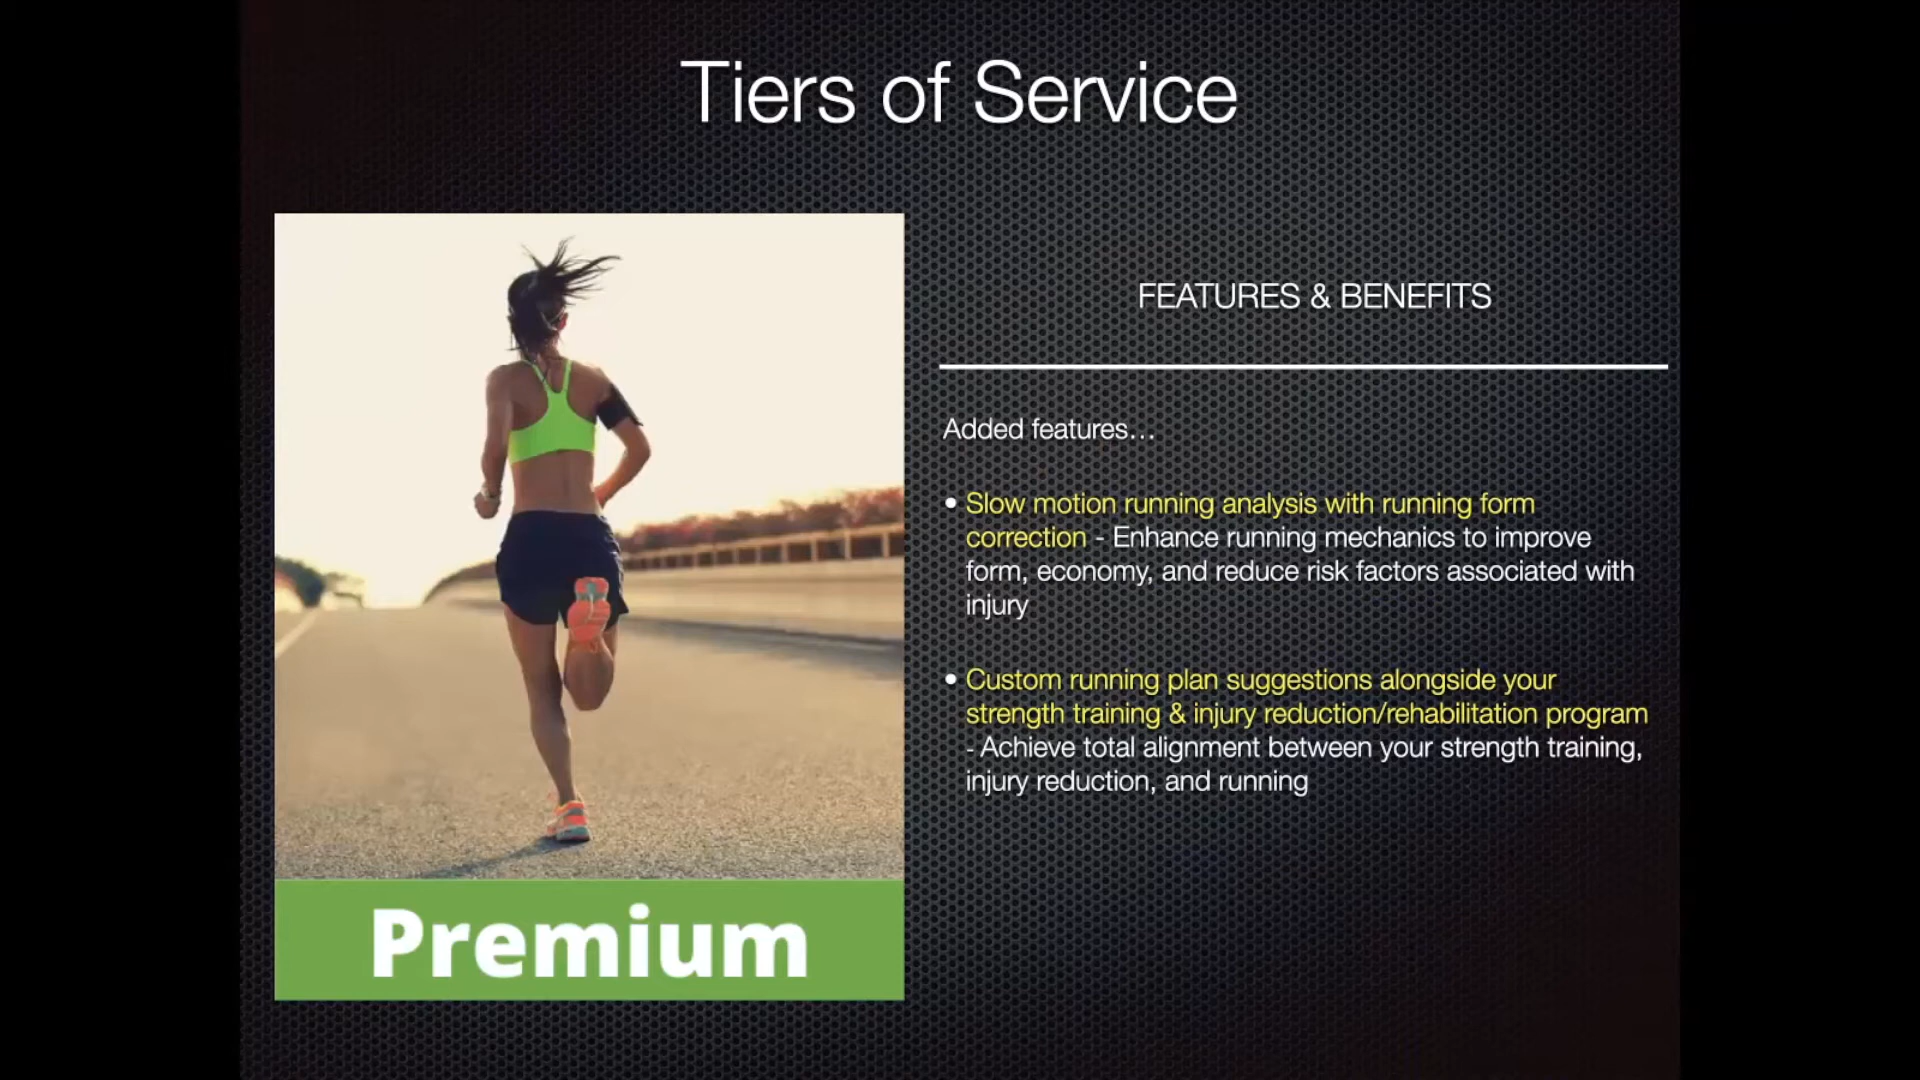 Tiers of Service
FEATURES & BENEFITS
Added features...
• Slow motion running analysis with running form
correction - Enhance running mechanics to improve
form, economy, and reduce risk factors associated with
injury
• Custom running plan suggestions alongside your
strength training & injury reduction/rehabilitation program
- Achieve total alignment between your strength training,
injury reduction, and running
Premium